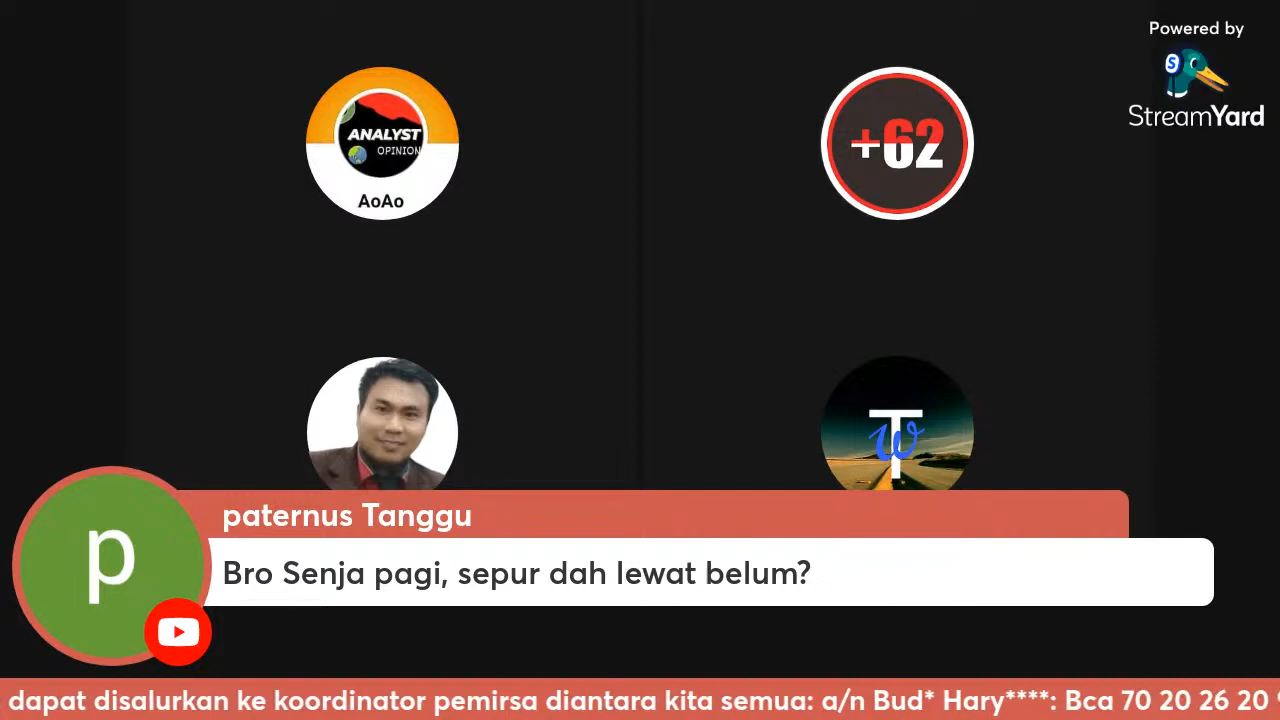 Powered by
StreamYard
ANALYST
OPINION
AoAo
+62
T
w
paternus Tanggu
p
Bro Senja pagi, sepur dah lewat belum?
dapat disalurkan ke koordinator pemirsa diantara kita semua: a/n Bud* Hary****: Bca 70 20 26 20